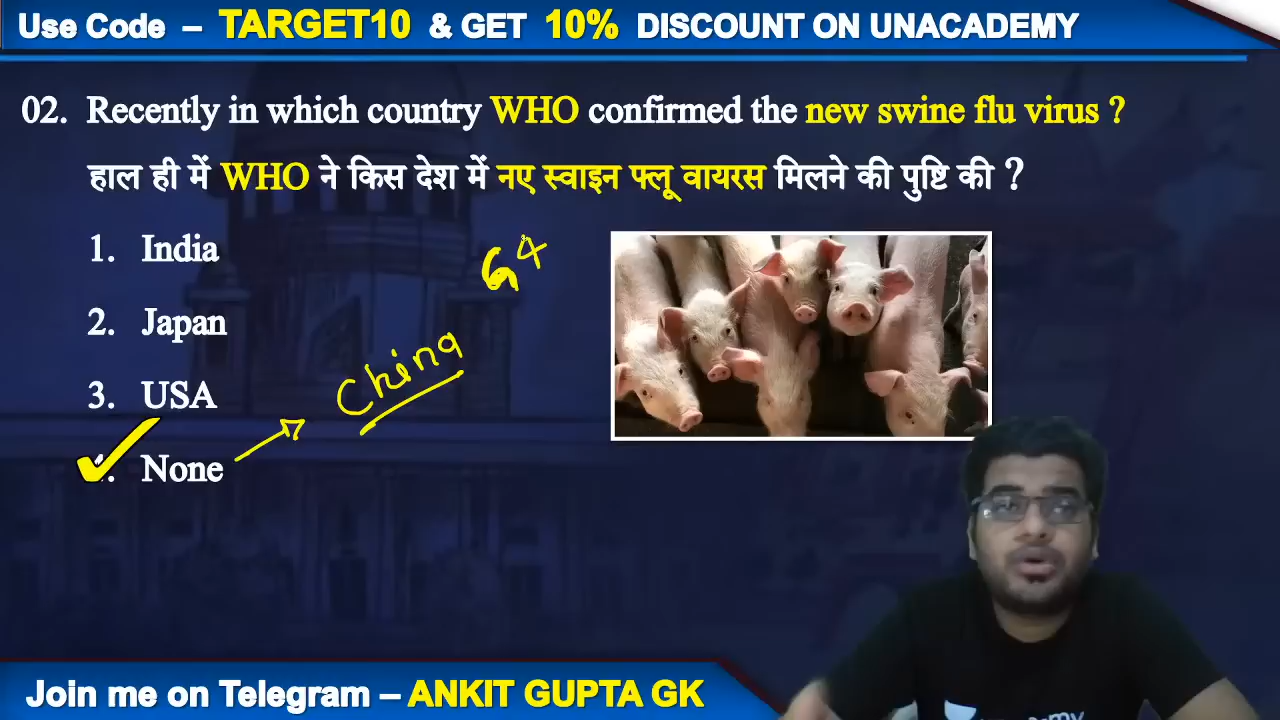 Use Code – TARGET10 & GET 10% DISCOUNT ON UNACADEMY
02. Recently in which country WHO confirmed the new swine flu virus ?
हाल ही में WHO ने किस देश में नए स्वाइन फ्लू वायरस मिलने की पुष्टि की ?
1. India
G4
2. Japan
China
3. USA
None
Join me on Telegram – ANKIT GUPTA GK